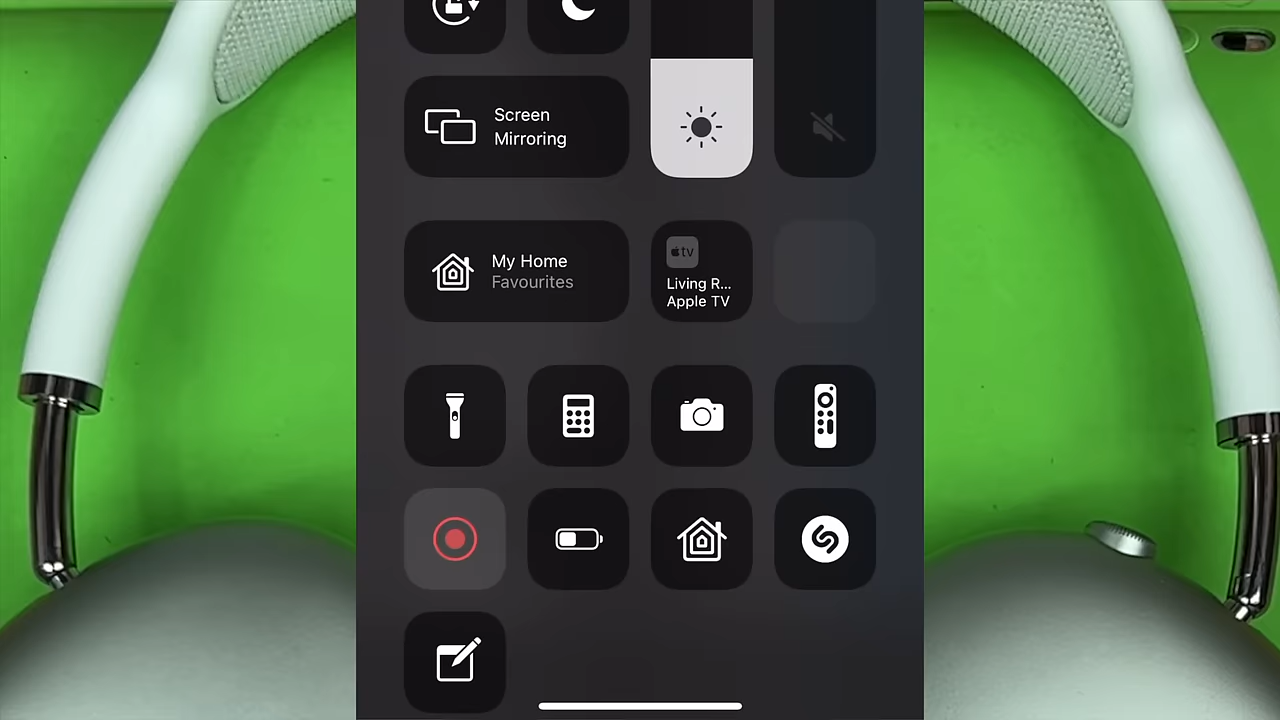 Screen
Mirroring
My Home
Favourites
tv
Living R...
Apple TV